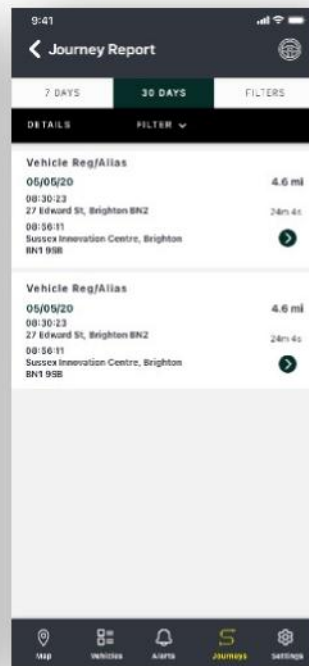 9:41
Journey Report
7 DAYS 30 DAYS FILTERS
DETAILS FILTER
Vehicle Reg/Alias
05/05/20 4.6 mi
08:30:23
27 Edward St, Brighton BN2 24m 4s
08:56:11
Sussex Innovation Centre, Brighton
BN1 9SB
Vehicle Reg/Alias
05/05/20 4.6 mi
08:30:23
27 Edward St, Brighton BN2 24m 4s
08:56:11
Sussex Innovation Centre, Brighton
BN1 9SB
Map Vehicles Alerts Journeys Settings